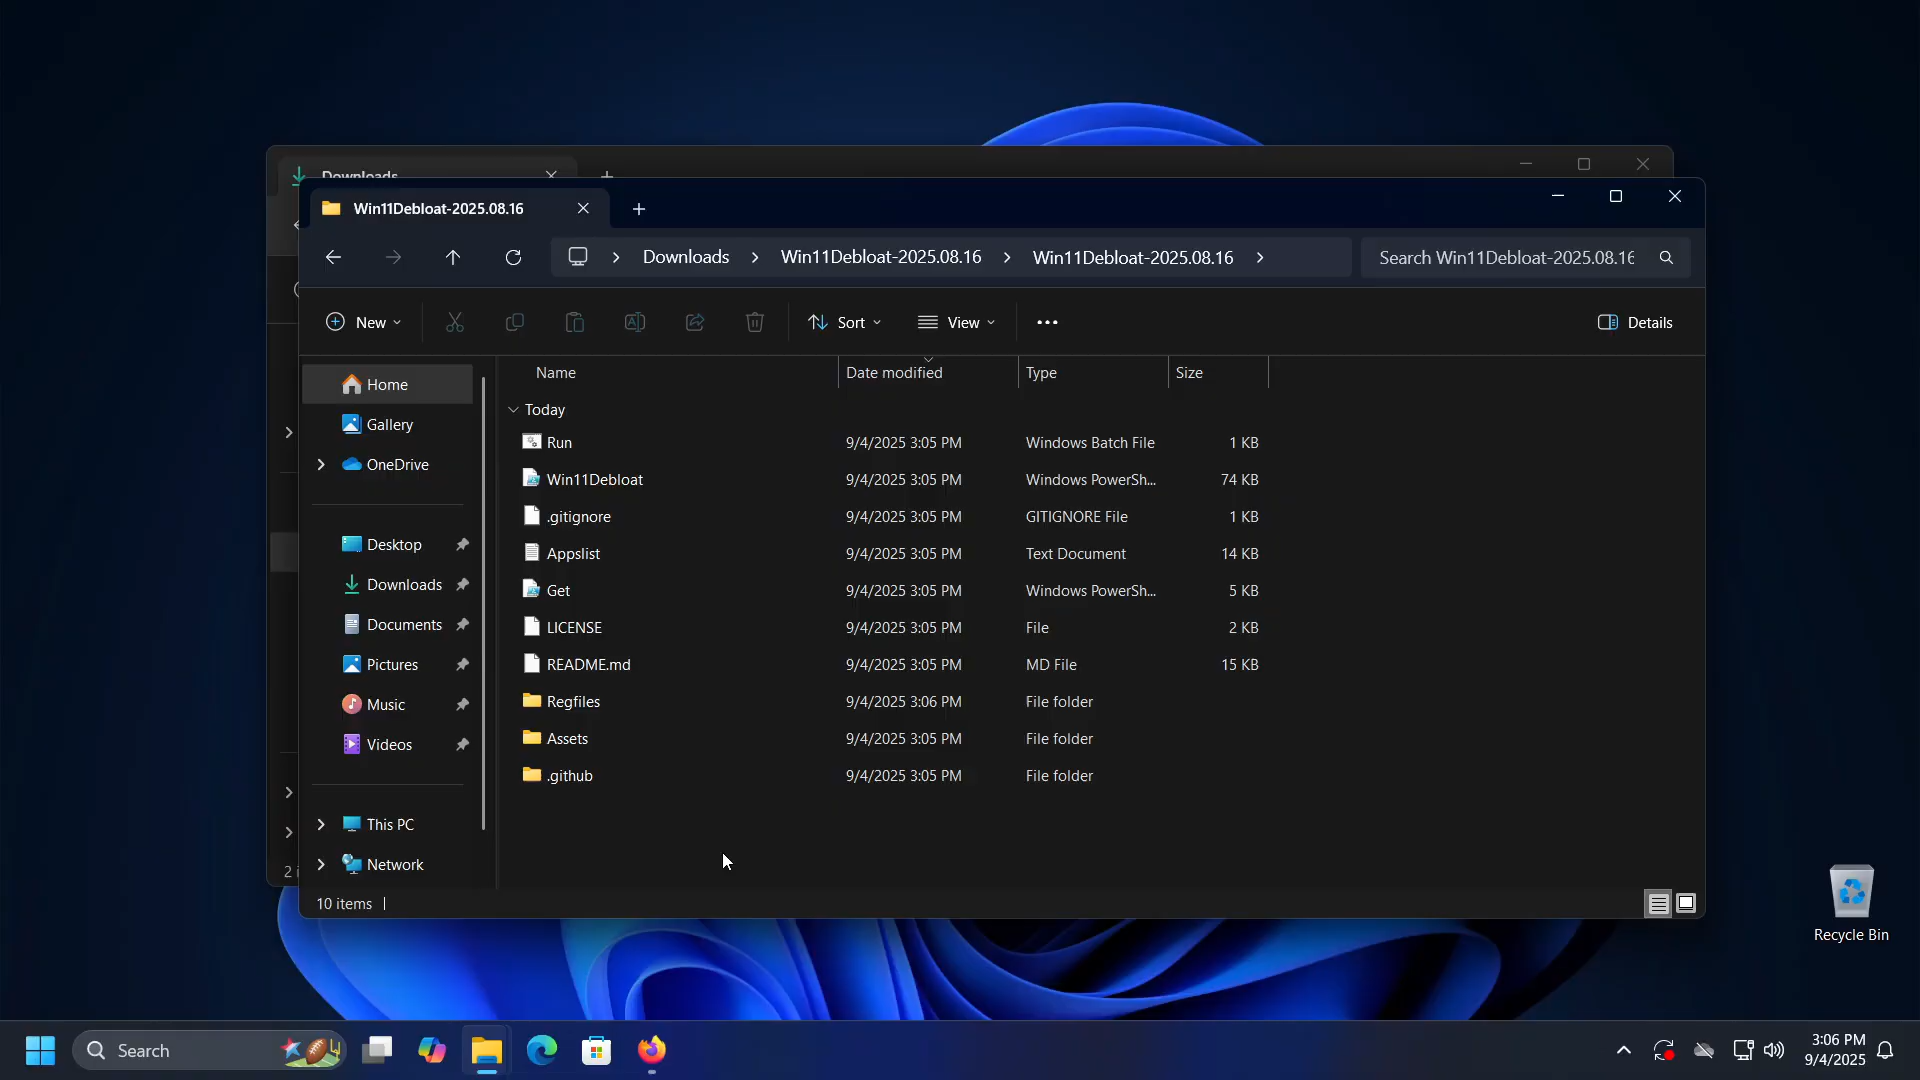 Downloads
Win11Debloat-2025.08.16
Downloads > Win11Debloat-2025.08.16 > Win11Debloat-2025.08.16 >
Search Win11Debloat-2025.08.16
New
Sort
View
Details
Name Date modified Type Size
Home
Gallery
OneDrive
Desktop
Downloads
Documents
Pictures
Music
Videos
This PC
Network
Today
Run 9/4/2025 3:05 PM Windows Batch File 1 KB
Win11Debloat 9/4/2025 3:05 PM Windows PowerSh... 74 KB
.gitignore 9/4/2025 3:05 PM GITIGNORE File 1 KB
Appslist 9/4/2025 3:05 PM Text Document 14 KB
Get 9/4/2025 3:05 PM Windows PowerSh... 5 KB
LICENSE 9/4/2025 3:05 PM File 2 KB
README.md 9/4/2025 3:05 PM MD File 15 KB
Regfiles 9/4/2025 3:06 PM File folder
Assets 9/4/2025 3:05 PM File folder
.github 9/4/2025 3:05 PM File folder
2 i
10 items
Recycle Bin
Search
3:06 PM
9/4/2025